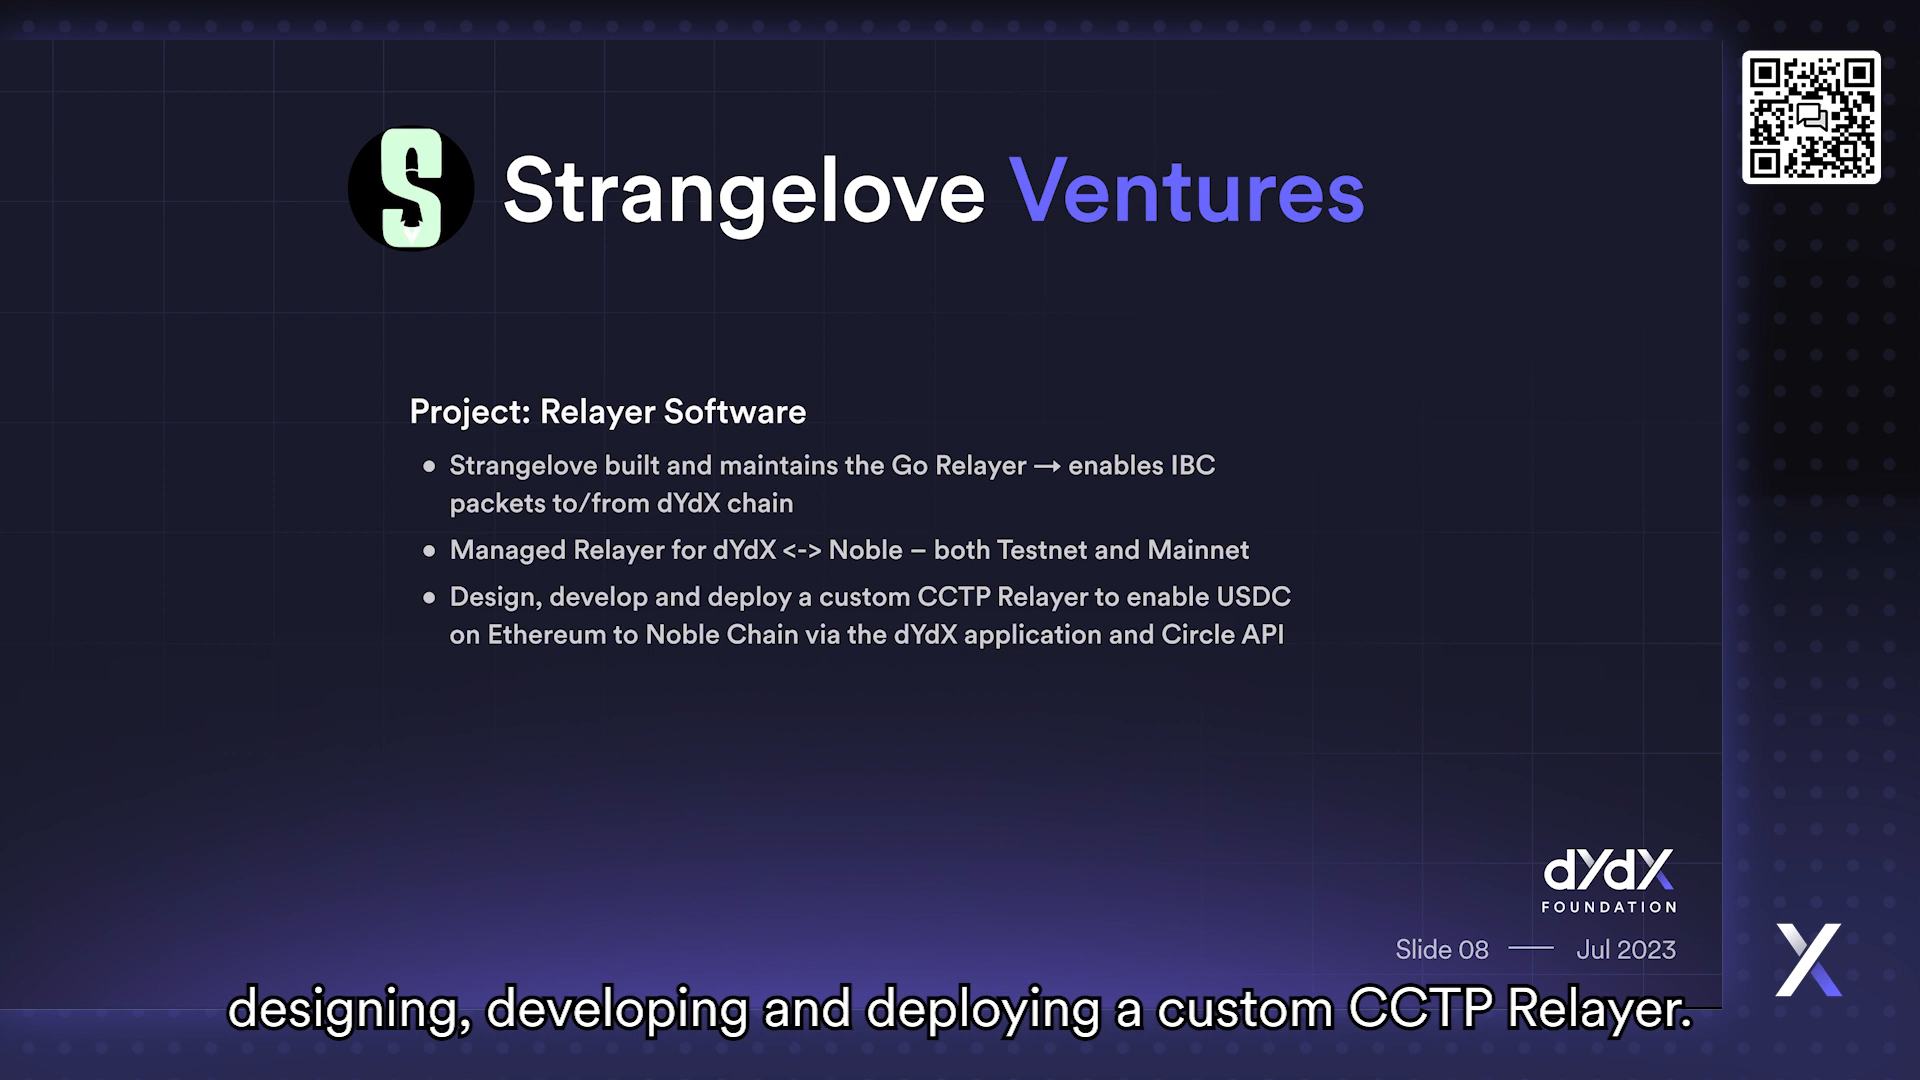 S
Strangelove Ventures
Project: Relayer Software
• Strangelove built and maintains the Go Relayer → enables IBC
packets to/from dYdX chain
• Managed Relayer for dYdX <-> Noble – both Testnet and Mainnet
• Design, develop and deploy a custom CCTP Relayer to enable USDC
on Ethereum to Noble Chain via the dYdX application and Circle API
dYdX
FOUNDATION
Slide 08 — Jul 2023
X
designing, developing and deploying a custom CCTP Relayer.